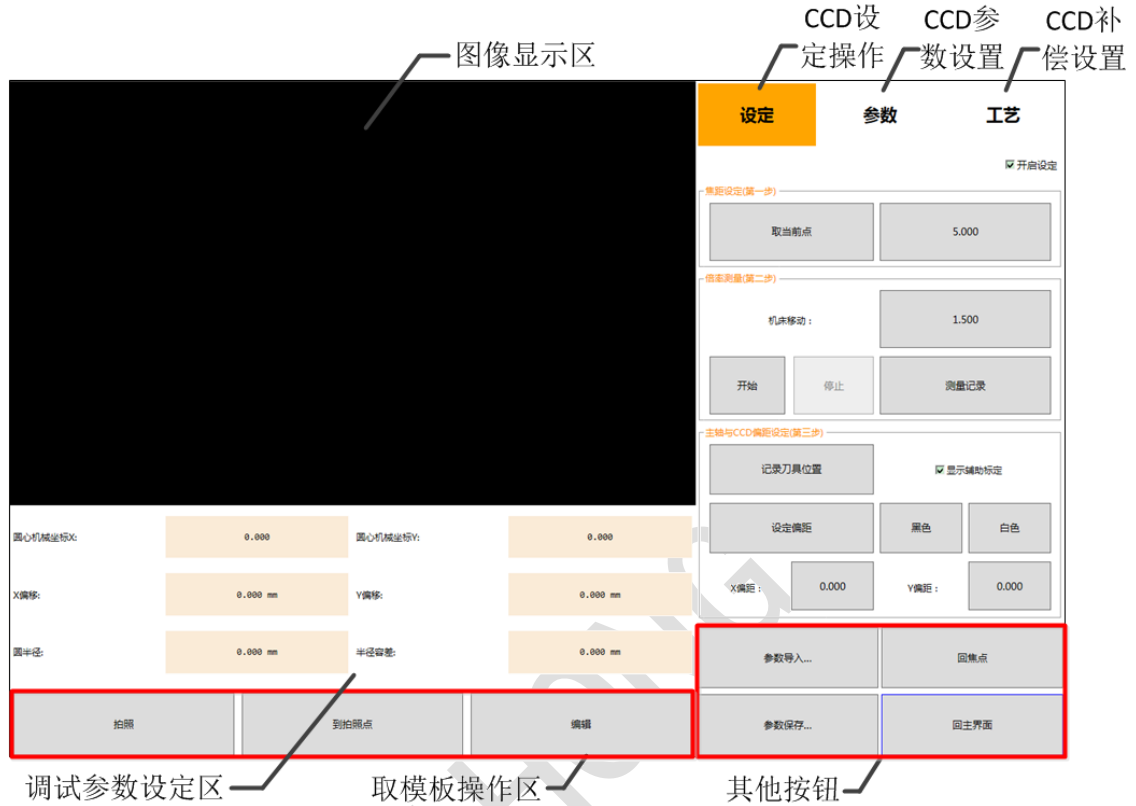 CCD设定操作
CCD参数设置
CCD补偿设置
图像显示区
设定 参数 工艺
开启设定
焦距设定(第一步)
取当前点 5.000
倍率测量(第二步)
机床移动： 1.500
开始 停止 测量记录
主轴与CCD偏距设定(第三步)
记录刀具位置 显示辅助标定
设定偏距 黑色 白色
X偏距： 0.000 Y偏距： 0.000
圆心机械坐标X: 0.000 圆心机械坐标Y: 0.000
X偏移: 0.000 mm Y偏移: 0.000 mm
圆半径: 0.000 mm 半径容差: 0.000 mm
参数导入... 回焦点
拍照 到拍照点 编辑 参数保存... 回主界面
调试参数设定区 取模板操作区 其他按钮